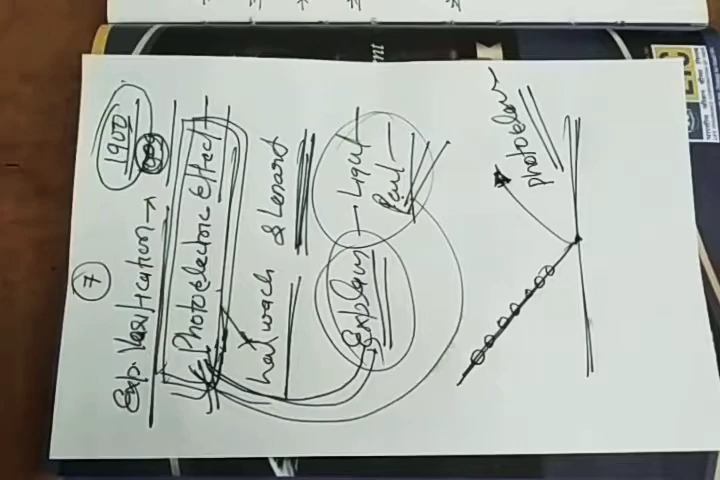 7
Exp. Verification → 1900
Photoelectric Effect
hallwach & Lenard
Explain — Light
Photoelectron